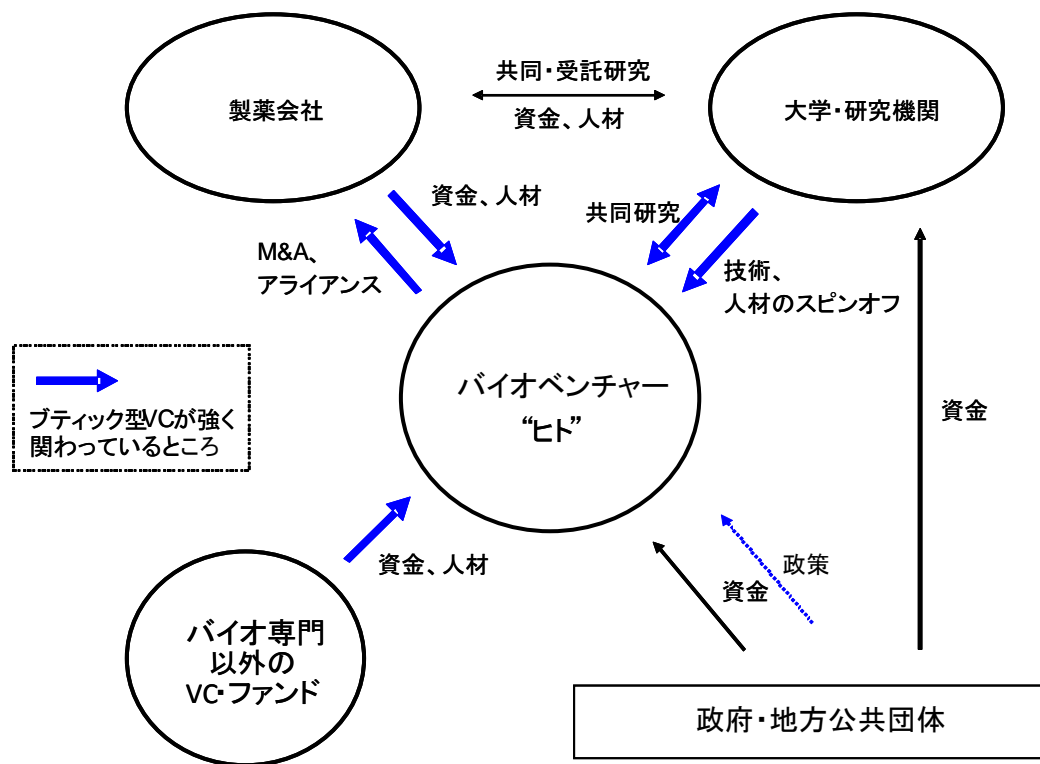 製薬会社
共同・受託研究
資金、人材
大学・研究機関
資金、人材
M&A、
アライアンス
共同研究
技術、
人材のスピンオフ
バイオベンチャー
“ヒト”
ブティック型VCが強く
関わっているところ
資金
資金、人材
政策
資金
バイオ専門
以外の
VC・ファンド
政府・地方公共団体